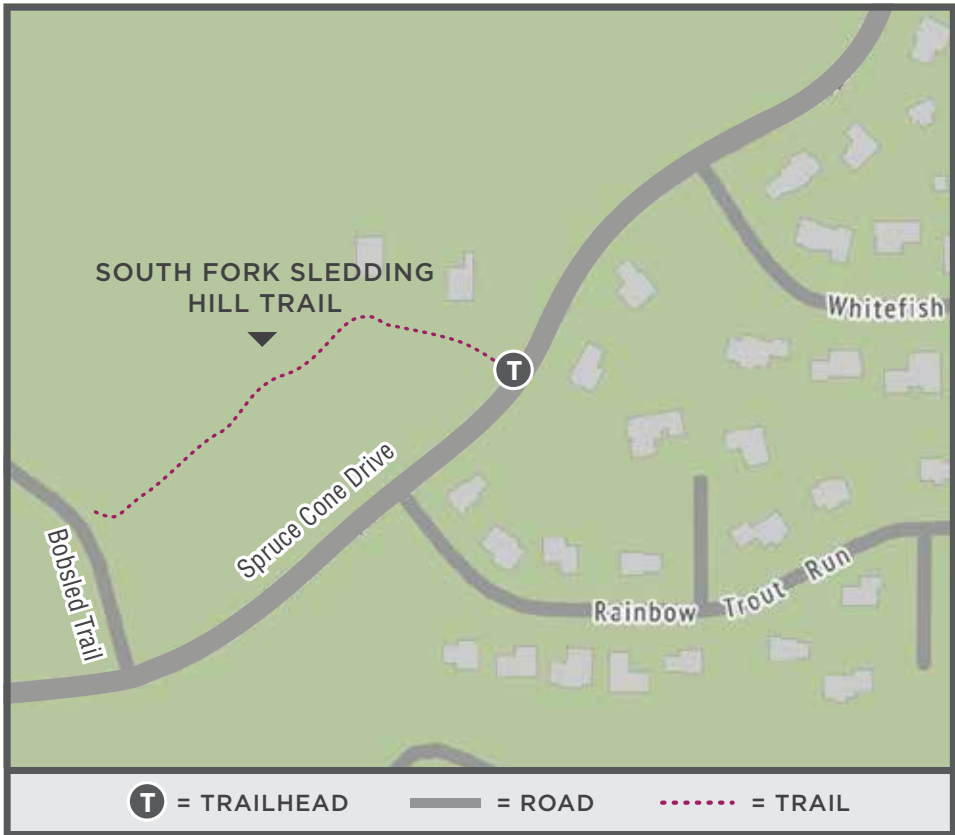 SOUTH FORK SLEDDING
HILL TRAIL
Whitefish
T
Spruce Cone Drive
Bobsled Trail
Rainbow Trout Run
T = TRAILHEAD
= ROAD
= TRAIL